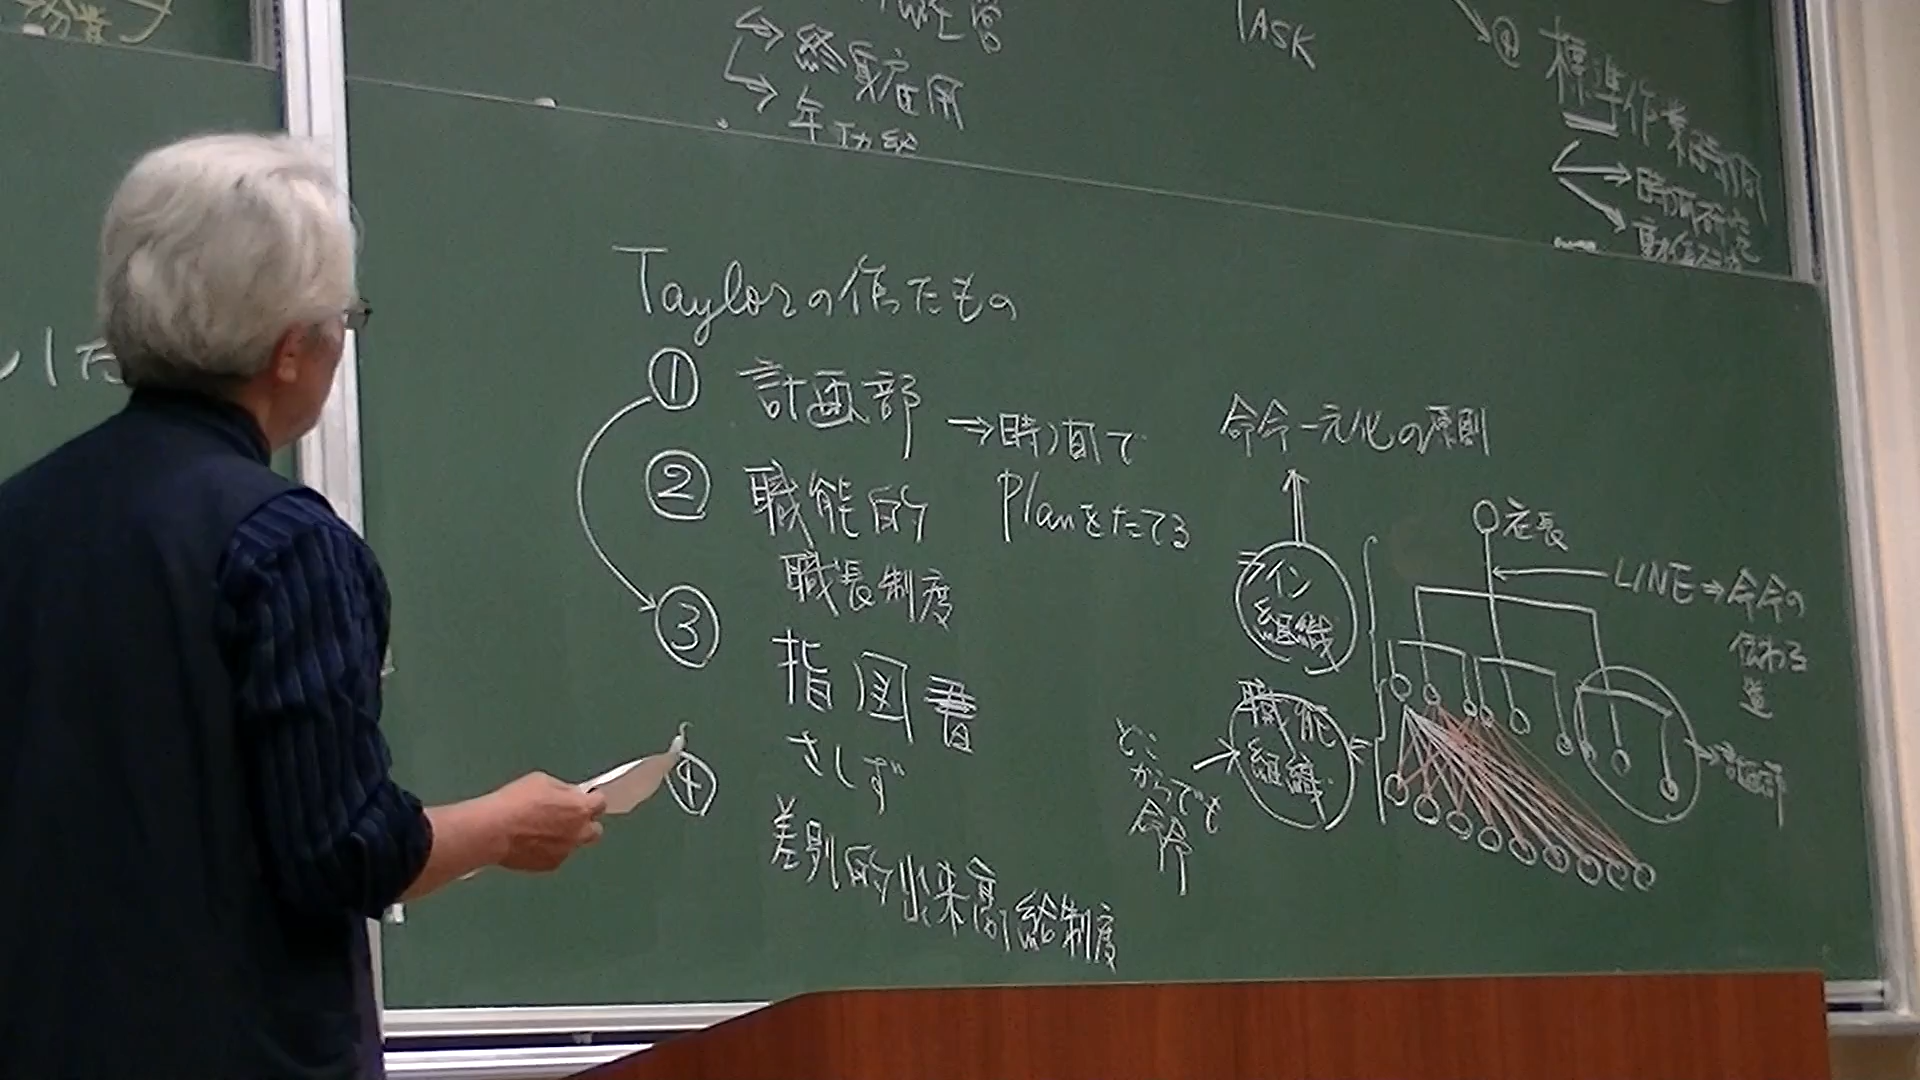 終身雇用
年功給
TASK
④ 標準作業時間
時間研究
動作研究
Taylorの作たもの
① 計画部
→時間で
Planをたてる
② 職能的
職長制度
③ 指図書
さしず
④ 差別的出来高給制度
命令一元化の原則
ライン
組織
職能
組織
どこ
からでも
命令
社長
LINE→命令の
伝わる
道
→計画部